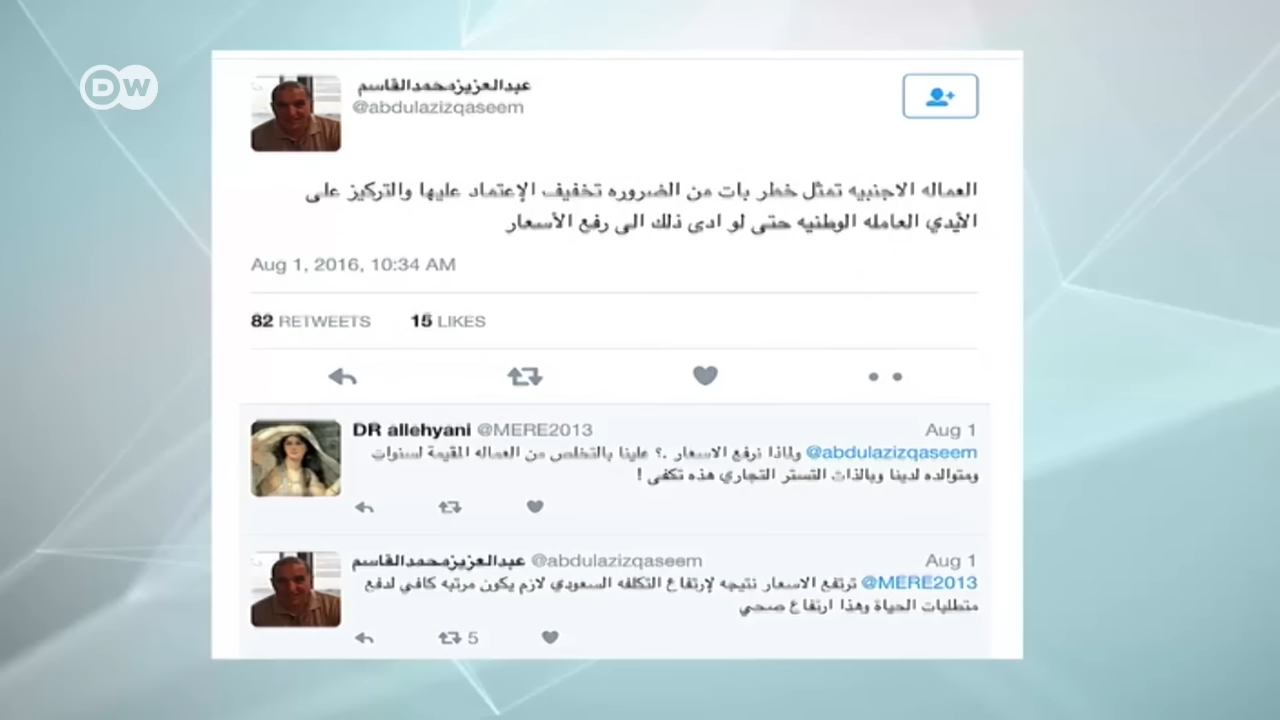 DW
عبدالعزيزمحمدالقاسم
@abdulazizqaseem
العماله الاجنبيه تمثل خطر بات من الضروره تخفيف الإعتماد عليها والتركيز على
الأيدي العامله الوطنيه حتى لو ادى ذلك الى رفع الأسعار
Aug 1, 2016, 10:34 AM
82 RETWEETS 15 LIKES
DR allehyani @MERE2013 Aug 1
@abdulazizqaseem ولماذا نرفع الاسعار .؟ علينا بالتخلص من العماله المقيمة لسنوات
ومتوالده لدينا وبالذات التستر التجاري هذه تكفى !
عبدالعزيزمحمدالقاسم @abdulazizqaseem Aug 1
@MERE2013 ترتفع الاسعار نتيجه لإرتفاع التكلفه السعودي لازم يكون مرتبه كافي لدفع
متطلبات الحياة وهذا ارتفاع صحي
5